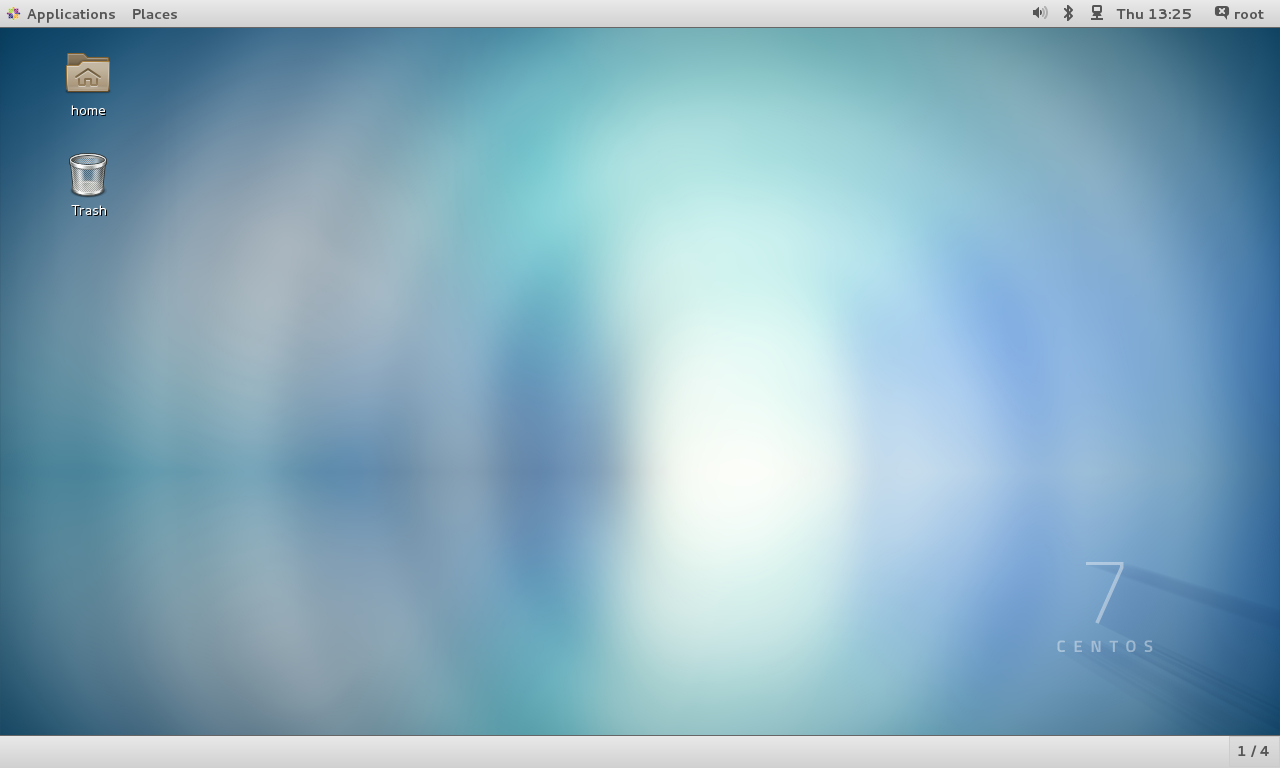 Applications Places Thu 13:25 root
home
Trash
7
CENTOS
1 / 4